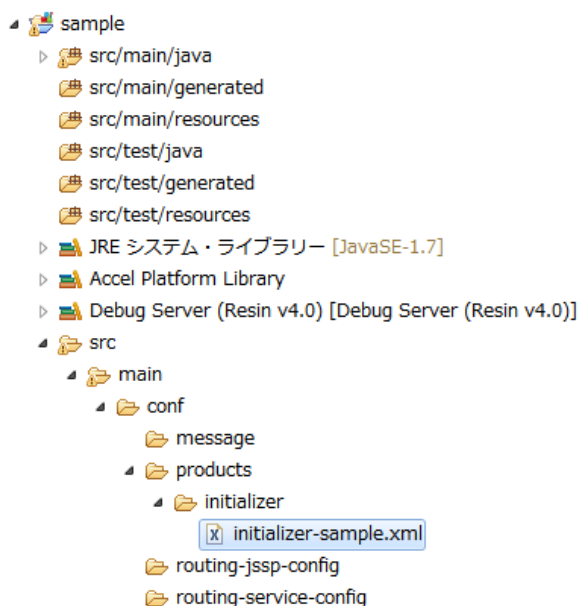 sample
src/main/java
src/main/generated
src/main/resources
src/test/java
src/test/generated
src/test/resources
JRE システム・ライブラリー [JavaSE-1.7]
Accel Platform Library
Debug Server (Resin v4.0) [Debug Server (Resin v4.0)]
src
main
conf
message
products
initializer
initializer-sample.xml
routing-jssp-config
routing-service-config